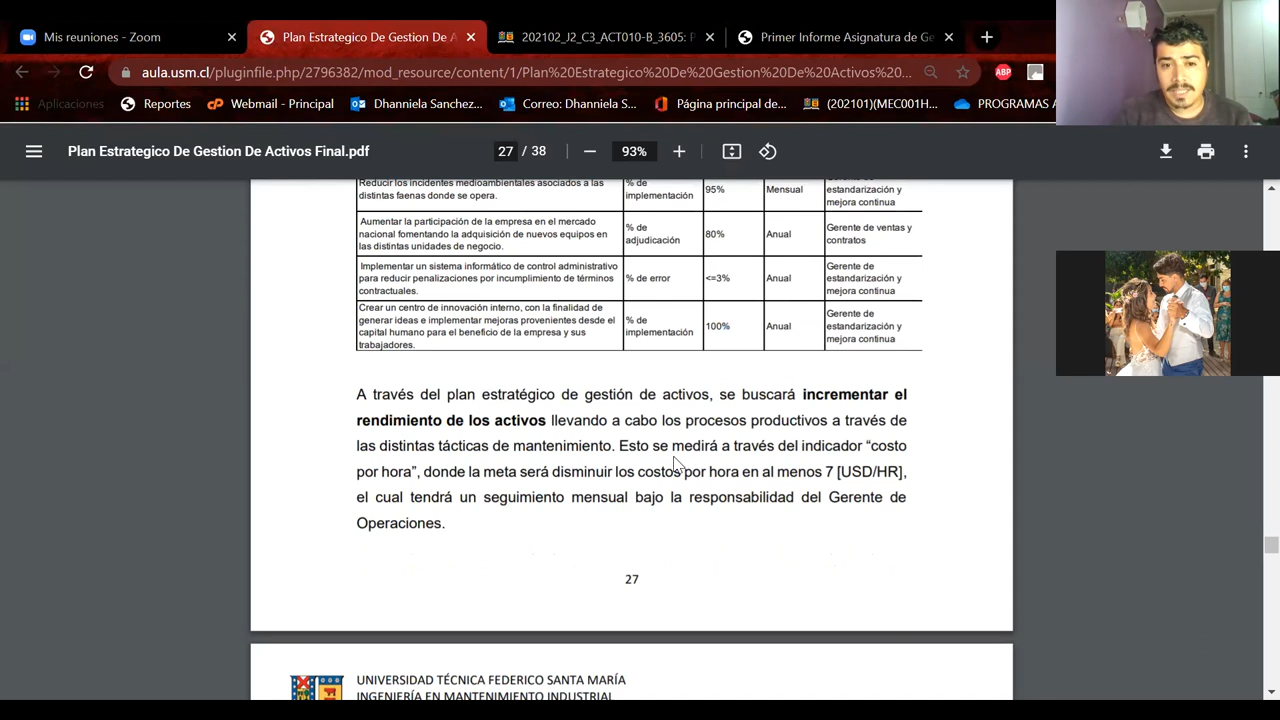 Mis reuniones - Zoom
Plan Estrategico De Gestion De A
202102_J2_C3_ACT010-B_3605: P
Primer Informe Asignatura de Ge
aula.usm.cl/pluginfile.php/2796382/mod_resource/content/1/Plan%20Estrategico%20De%20Gestion%20De%20Activos%20...
ABP
Aplicaciones
Reportes
Webmail - Principal
Dhanniela Sanchez...
Correo: Dhanniela S...
Página principal de...
(202101)(MEC001H...
PROGRAMAS A
Plan Estrategico De Gestion De Activos Final.pdf
27 / 38
93%
Reducir los incidentes medioambientales asociados a las
distintas faenas donde se opera.
% de
implementación
95%
Mensual
estandarización y
mejora continua
Aumentar la participación de la empresa en el mercado
nacional fomentando la adquisición de nuevos equipos en
las distintas unidades de negocio.
% de
adjudicación
80%
Anual
Gerente de ventas y
contratos
Implementar un sistema informático de control administrativo
para reducir penalizaciones por incumplimiento de términos
contractuales.
% de error
<=3%
Anual
Gerente de
estandarización y
mejora continua
Crear un centro de innovación interno, con la finalidad de
generar ideas e implementar mejoras provenientes desde el
capital humano para el beneficio de la empresa y sus
trabajadores.
% de
implementación
100%
Anual
Gerente de
estandarización y
mejora continua
A través del plan estratégico de gestión de activos, se buscará incrementar el
rendimiento de los activos llevando a cabo los procesos productivos a través de
las distintas tácticas de mantenimiento. Esto se medirá a través del indicador “costo
por hora”, donde la meta será disminuir los costos por hora en al menos 7 [USD/HR],
el cual tendrá un seguimiento mensual bajo la responsabilidad del Gerente de
Operaciones.
27
UNIVERSIDAD TÉCNICA FEDERICO SANTA MARÍA
INGENIERÍA EN MANTENIMIENTO INDUSTRIAL